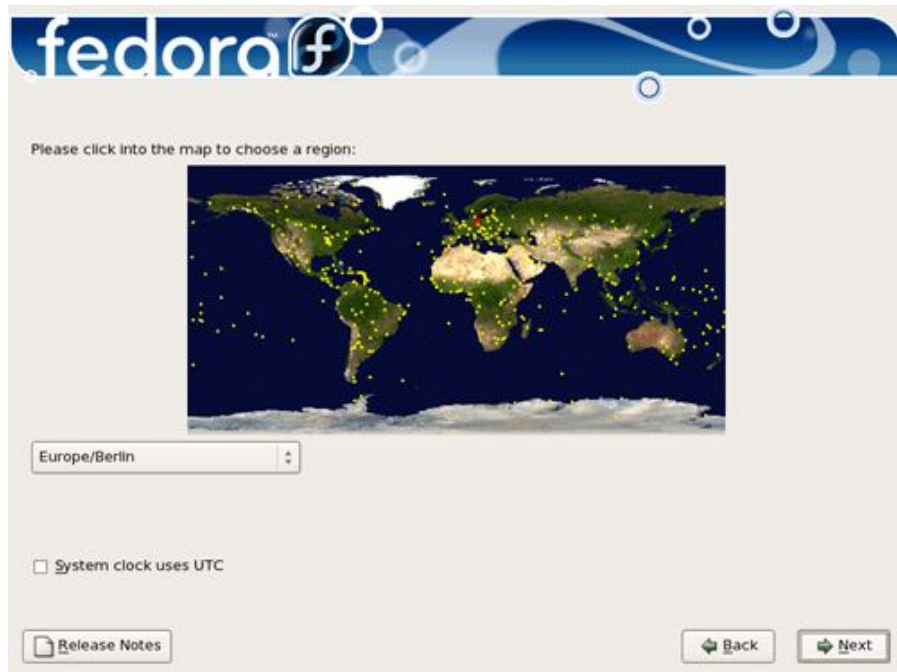 fedora
Please click into the map to choose a region:
Europe/Berlin
System clock uses UTC
Release Notes
Back
Next